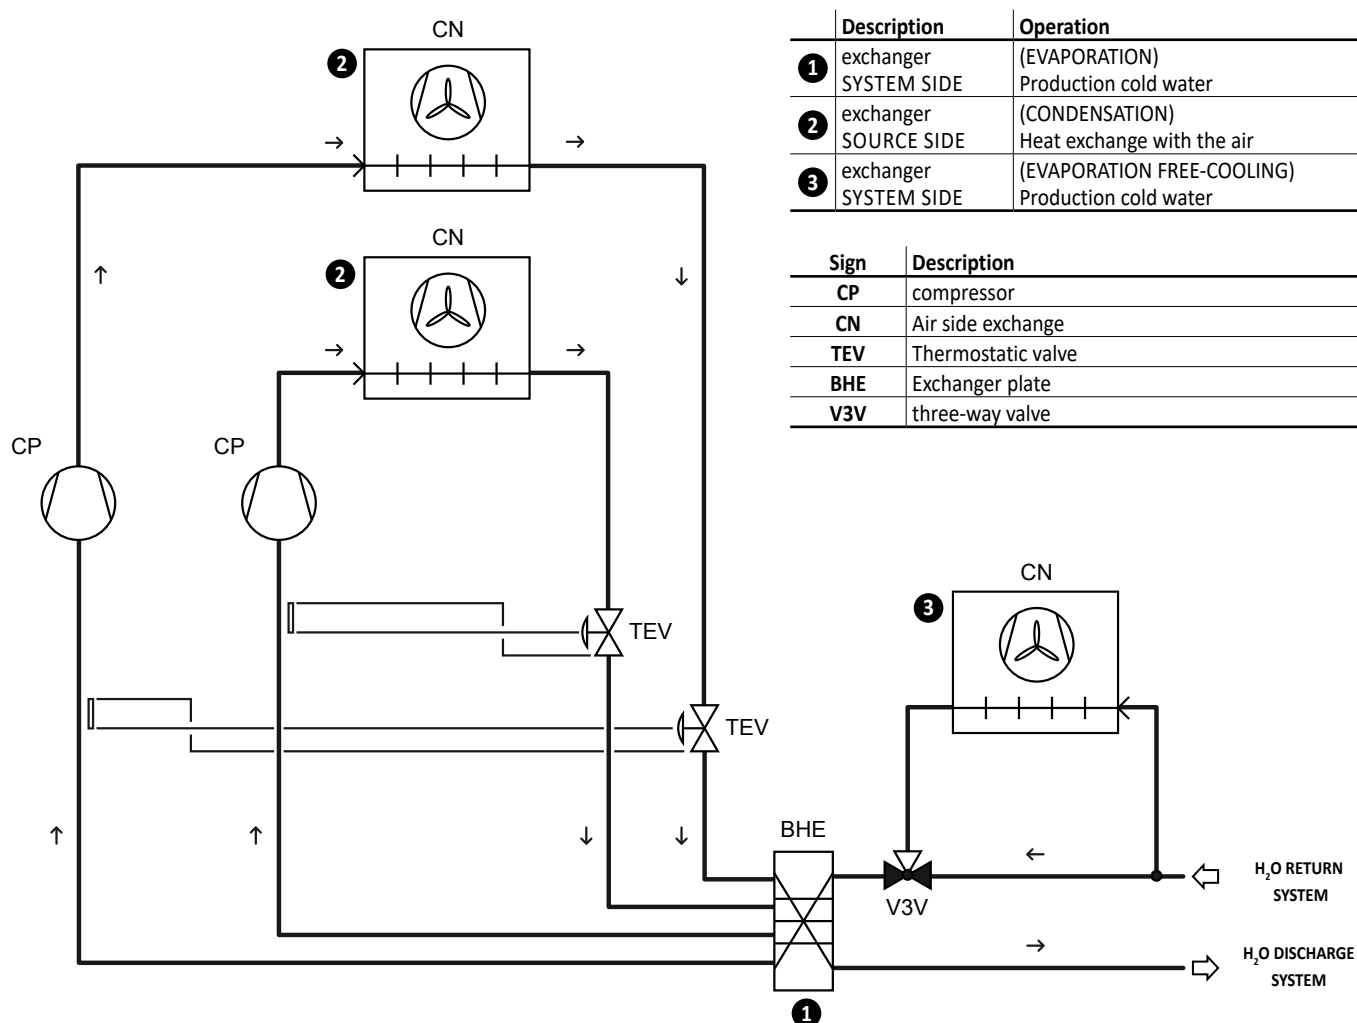 CN
2
CN
2
CP
CP
TEV
TEV
Description Operation
1 exchanger (EVAPORATION)
SYSTEM SIDE Production cold water
2 exchanger (CONDENSATION)
SOURCE SIDE Heat exchange with the air
3 exchanger (EVAPORATION FREE-COOLING)
SYSTEM SIDE Production cold water
Sign Description
CP compressor
CN Air side exchange
TEV Thermostatic valve
BHE Exchanger plate
V3V three-way valve
CN
3
BHE
V3V
H₂O RETURN
SYSTEM
H₂O DISCHARGE
SYSTEM
1